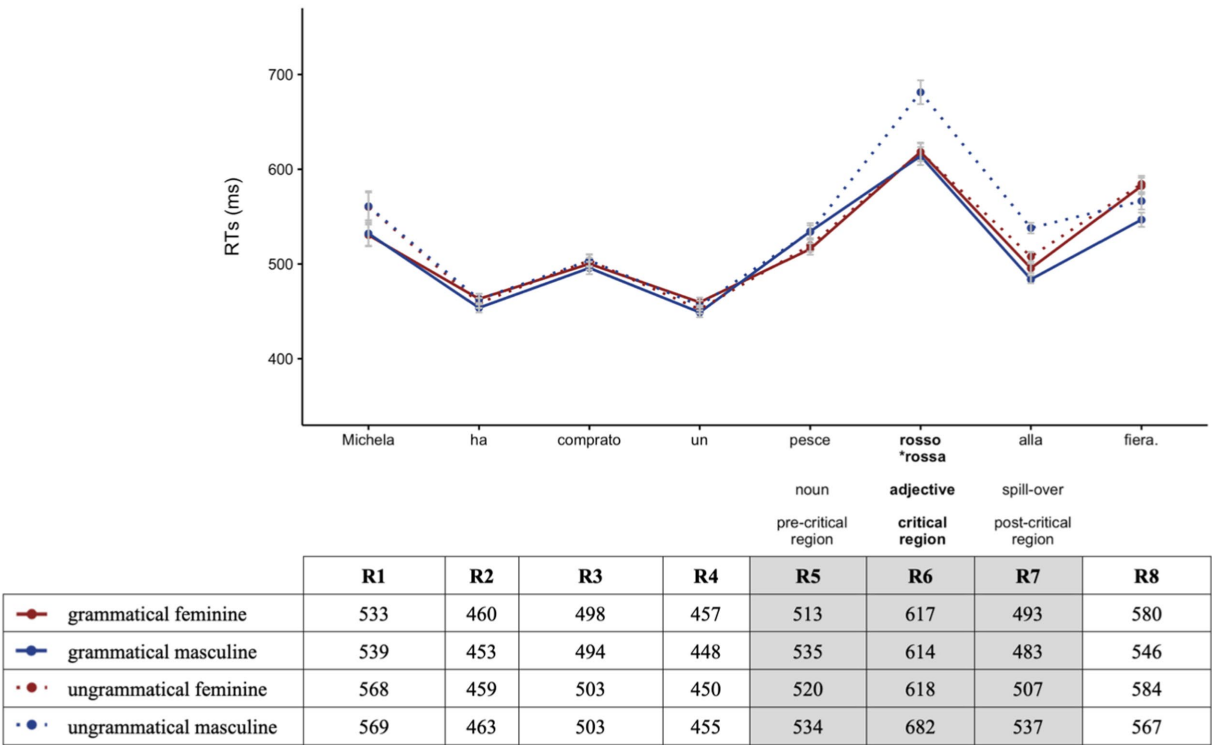 700
600
500
400
RTs (ms)
Michela ha comprato un pesce rosso alla fiera.
*rossa
noun adjective spill-over
pre-critical critical post-critical
region region region
R1 R2 R3 R4 R5 R6 R7 R8
grammatical feminine 533 460 498 457 513 617 493 580
grammatical masculine 539 453 494 448 535 614 483 546
ungrammatical feminine 568 459 503 450 520 618 507 584
ungrammatical masculine 569 463 503 455 534 682 537 567